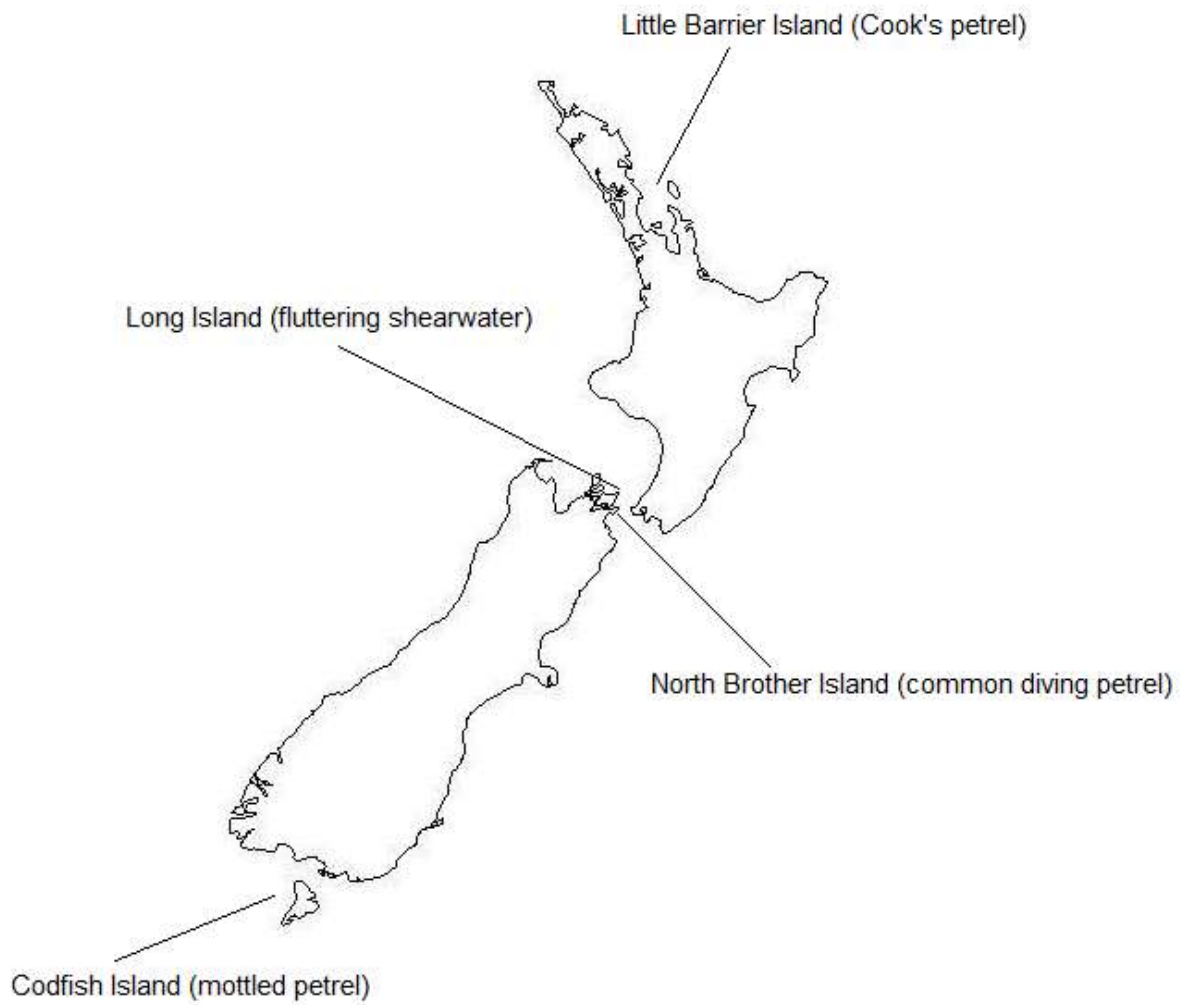 Little Barrier Island (Cook's petrel)
Long Island (fluttering shearwater)
North Brother Island (common diving petrel)
Codfish Island (mottled petrel)